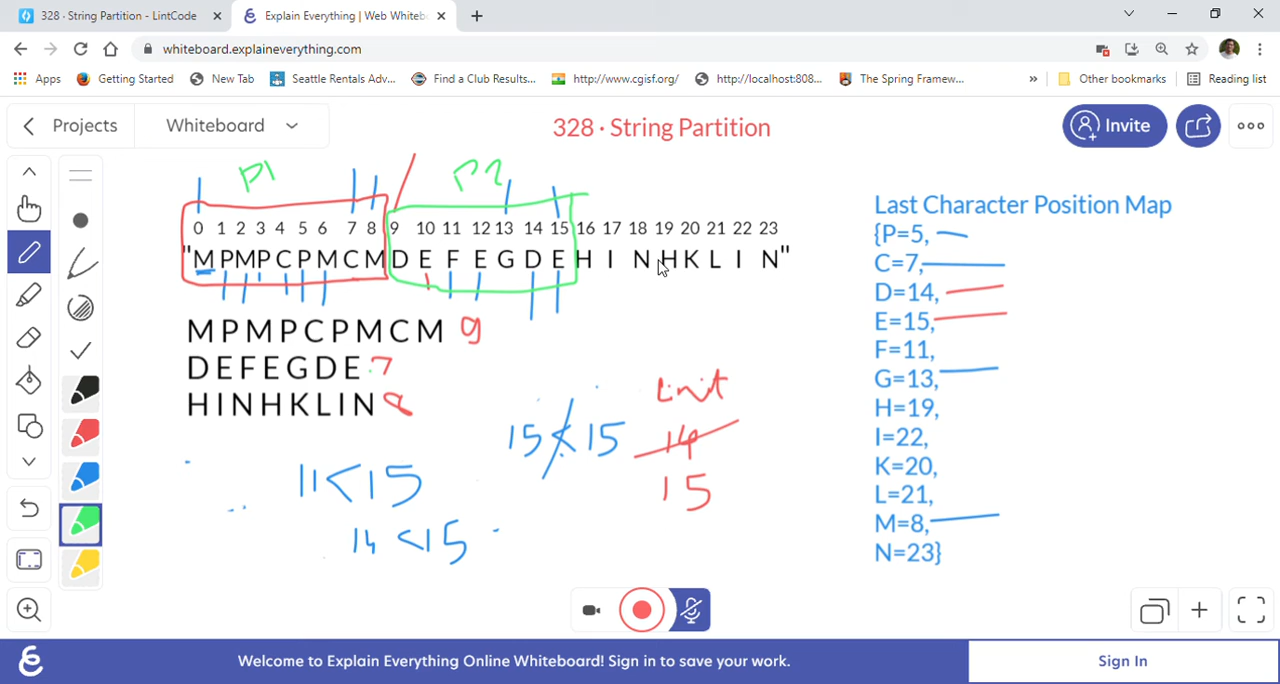 328 · String Partition - LintCode
Explain Everything | Web Whiteb
whiteboard.explaineverything.com
Apps Getting Started New Tab Seattle Rentals Adv... Find a Club Results... http://www.cgisf.org/ http://localhost:808... The Spring Framew... » Other bookmarks Reading list
Projects Whiteboard 328 · String Partition Invite
P1 P2
0 1 2 3 4 5 6 7 8 9 10 11 12 13 14 15 16 17 18 19 20 21 22 23
"M P M P C P M C M D E F E G D E H I N H K L I N"
M P M P C P M C M 9
D E F E G D E 7
H I N H K L I N 8
Limit
15 < 15 14
11 < 15 15
14 < 15
Last Character Position Map
{P=5,
C=7,
D=14,
E=15,
F=11,
G=13,
H=19,
I=22,
K=20,
L=21,
M=8,
N=23}
Welcome to Explain Everything Online Whiteboard! Sign in to save your work. Sign In